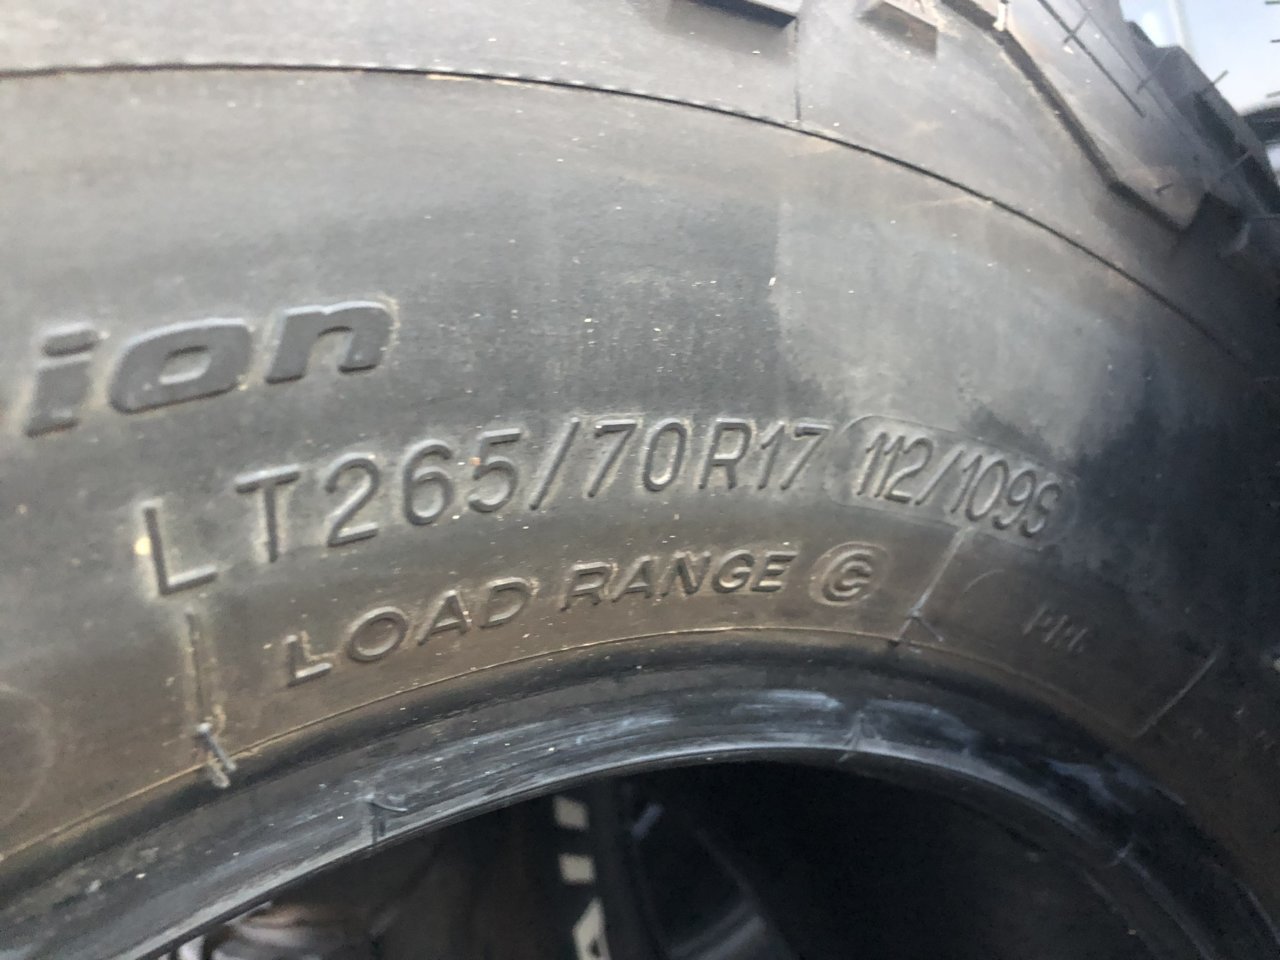 ion
LT265/70R17 112/109S
LOAD RANGE C